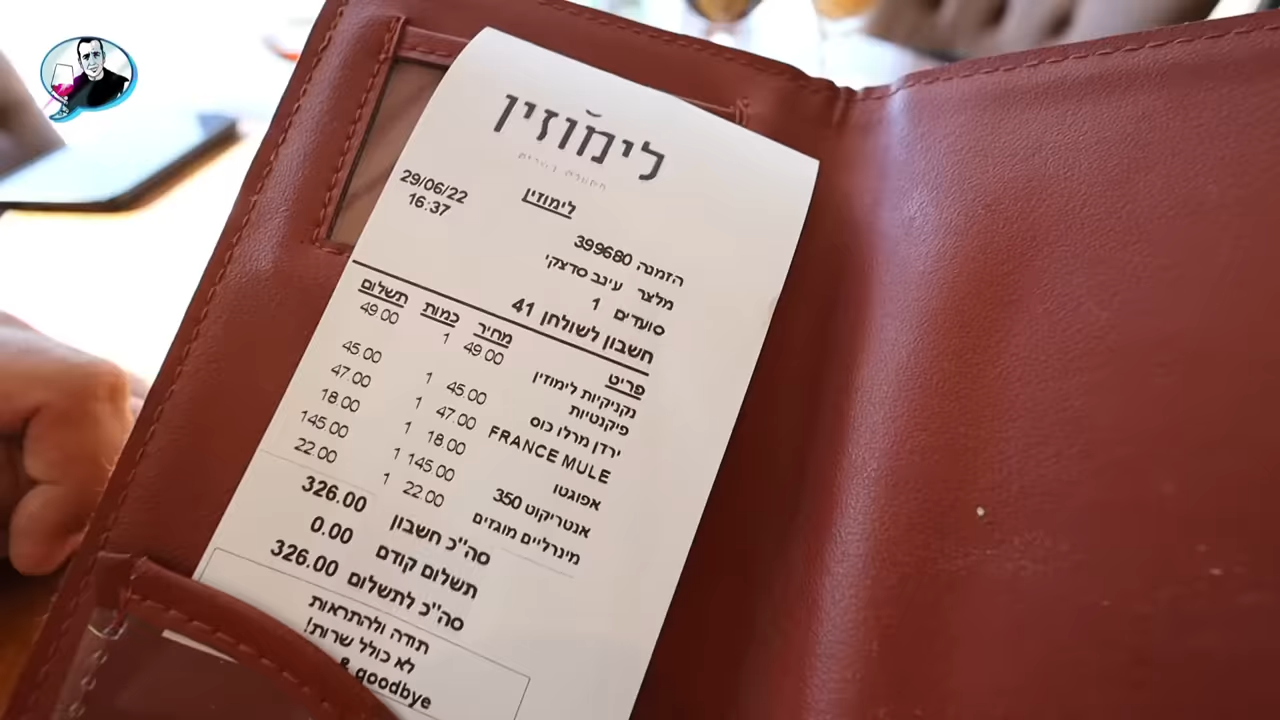 לימוזין
לימוזין
29/06/22
16:37
הזמנה 399680
מלצר עינב סדצקי
סועדים 1
חשבון לשולחן 41
פריט מחיר כמות תשלום
נקניקיות לימוזין 49.00 1 49.00
פיקנטיות
ירדן מרלו כוס 45.00 1 45.00
FRANCE MULE 47.00 1 47.00
אפוגטו 18.00 1 18.00
אנטריקוט 350 145.00 1 145.00
מינרליים מוגזים 22.00 1 22.00
סה"כ חשבון 326.00
תשלום קודם 0.00
סה"כ לתשלום 326.00
תודה ולהתראות
לא כולל שרות!
& goodbye